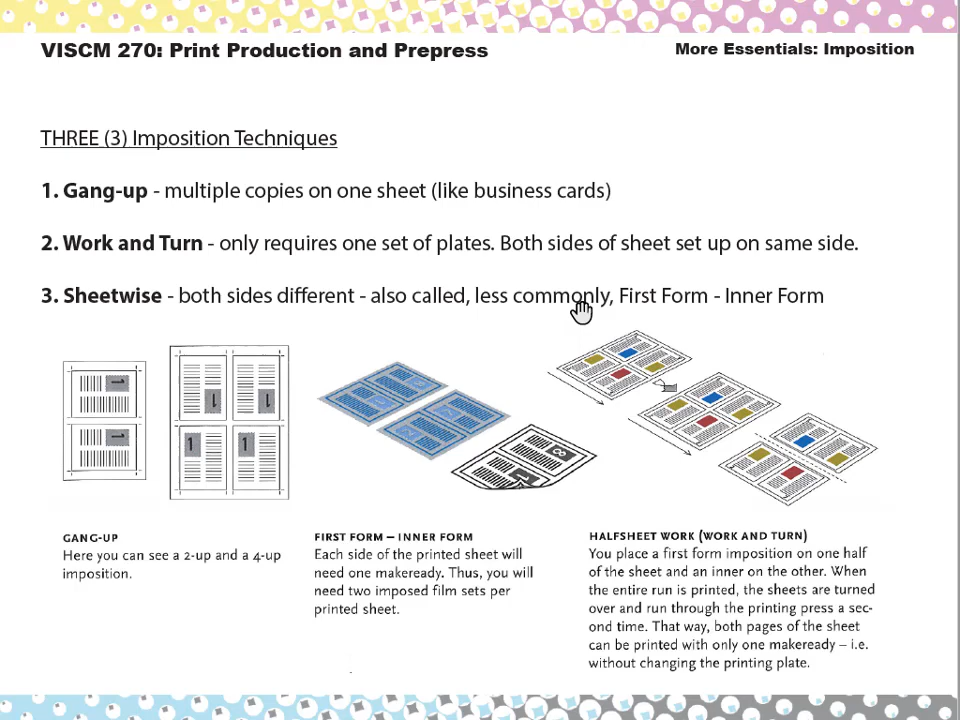 VISCM 270: Print Production and Prepress
More Essentials: Imposition
THREE (3) Imposition Techniques
1. Gang-up - multiple copies on one sheet (like business cards)
2. Work and Turn - only requires one set of plates. Both sides of sheet set up on same side.
3. Sheetwise - both sides different - also called, less commonly, First Form - Inner Form
1
1
1
1
1
1
8
1
GANG-UP
Here you can see a 2-up and a 4-up
imposition.
FIRST FORM – INNER FORM
Each side of the printed sheet will
need one makeready. Thus, you will
need two imposed film sets per
printed sheet.
HALFSHEET WORK (WORK AND TURN)
You place a first form imposition on one half
of the sheet and an inner on the other. When
the entire run is printed, the sheets are turned
over and run through the printing press a sec-
ond time. That way, both pages of the sheet
can be printed with only one makeready – i.e.
without changing the printing plate.